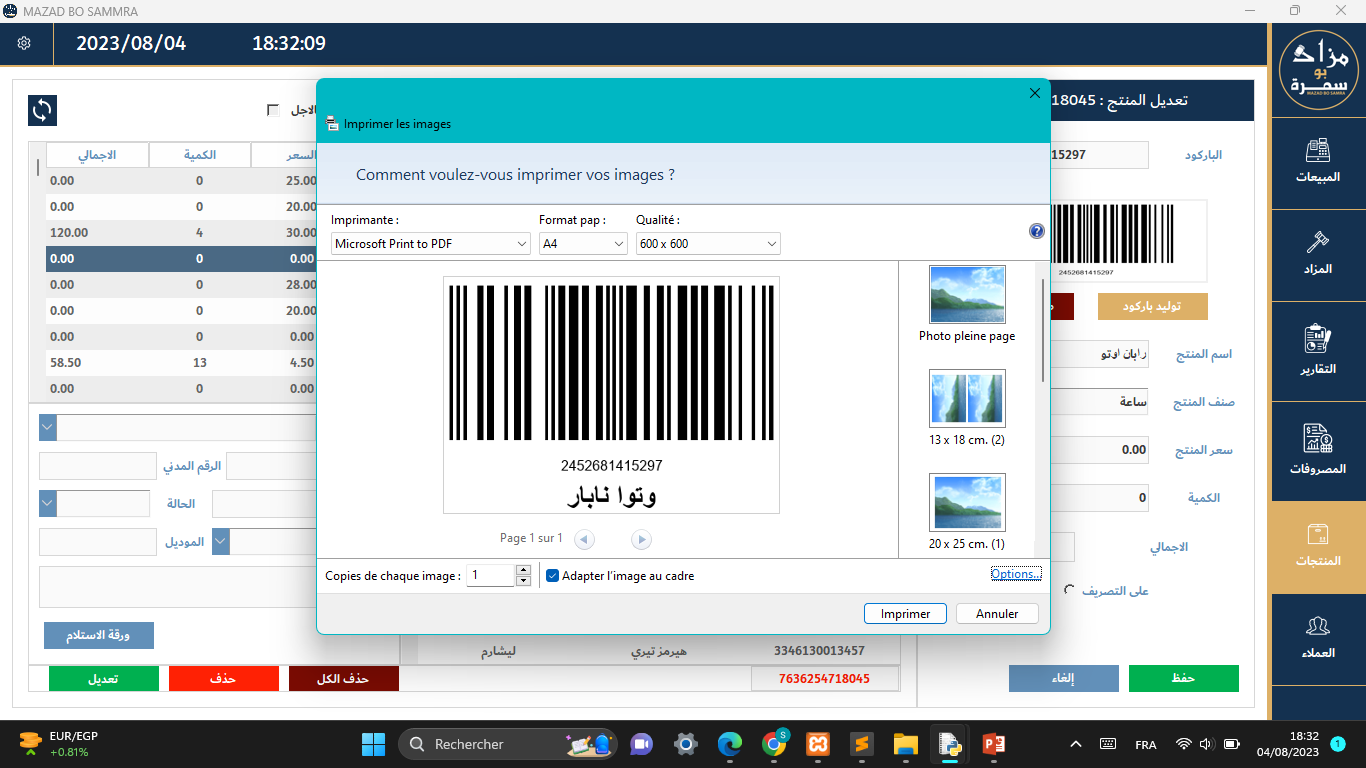 MAZAD BO SAMMRA
2023/08/04 18:32:09
مزاد
بو
سمرة
MAZAD BO SAMRA
المبيعات
المزاد
التقارير
المصروفات
المنتجات
العملاء
تعديل المنتج : 18045
الباركود
15297
2452681415297
توليد باركود
اسم المنتج
رابان اوتو
صنف المنتج
ساعة
سعر المنتج
0.00
الكمية
0
الاجمالي
على التصريف
حفظ
إلغاء
الاجل
السعر الكمية الاجمالي
25.00 0 0.00
20.00 0 0.00
30.00 4 120.00
0.00 0 0.00
28.00 0 0.00
20.00 0 0.00
0.00 0 0.00
4.50 13 58.50
0.00 0 0.00
الرقم المدني
الحالة
الموديل
ورقة الاستلام
تعديل
حذف
حذف الكل
3346130013457 هيرمز تيري ليشارم
7636254718045
Imprimer les images
Comment voulez-vous imprimer vos images ?
Imprimante : Format pap : Qualité :
Microsoft Print to PDF A4 600 x 600
2452681415297
وتوا نابار
Page 1 sur 1
Photo pleine page
13 x 18 cm. (2)
20 x 25 cm. (1)
Copies de chaque image : 1 Adapter l'image au cadre
Options...
Imprimer Annuler
EUR/EGP
+0.81%
Rechercher
S
FRA
18:32
04/08/2023
1